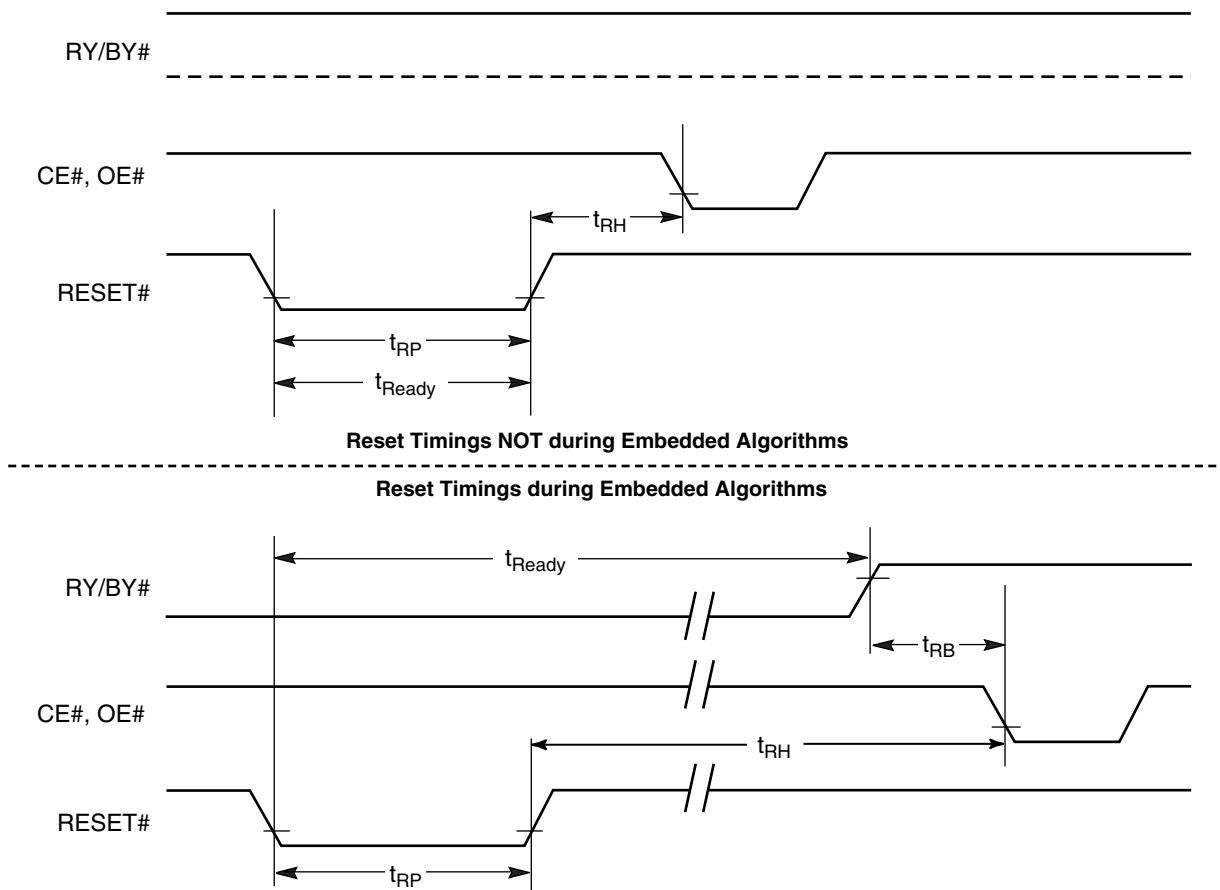 RY/BY#
CE#, OE#
tRH
RESET#
tRP
tReady
Reset Timings NOT during Embedded Algorithms
Reset Timings during Embedded Algorithms
tReady
RY/BY#
tRB
CE#, OE#
tRH
RESET#
tRP